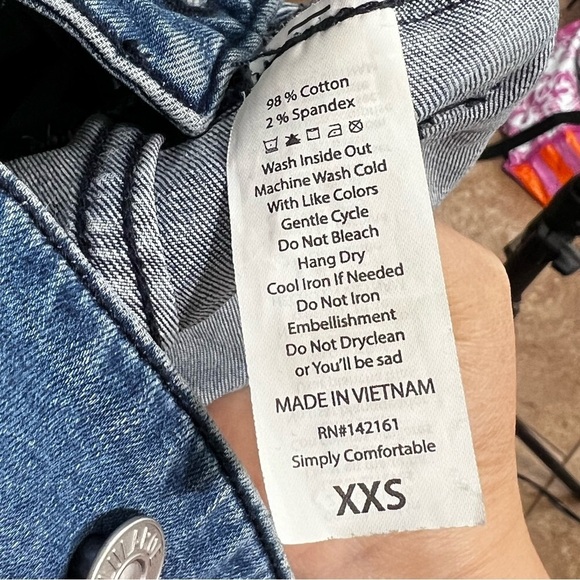 98 % Cotton
2 % Spandex
Wash Inside Out
Machine Wash Cold
With Like Colors
Gentle Cycle
Do Not Bleach
Hang Dry
Cool Iron If Needed
Do Not Iron
Embellishment
Do Not Dryclean
or You'll be sad
MADE IN VIETNAM
RN#142161
Simply Comfortable
XXS